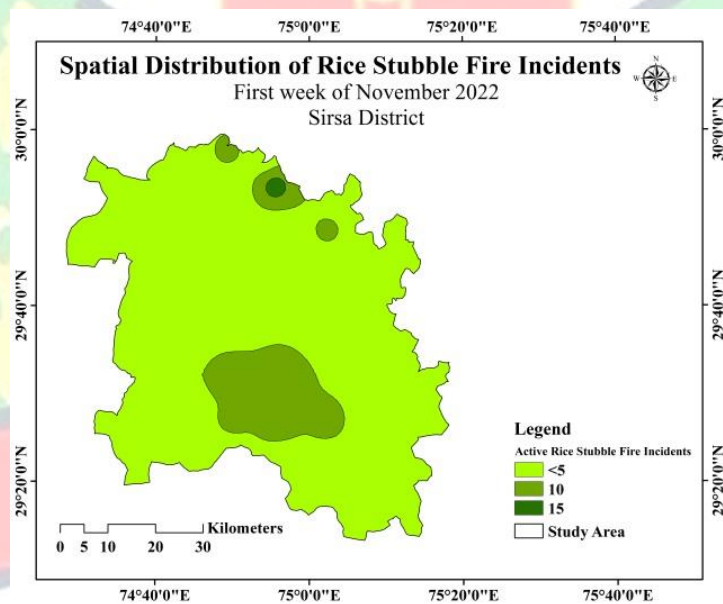 74°40'0"E 75°0'0"E 75°20'0"E 75°40'0"E
Spatial Distribution of Rice Stubble Fire Incidents
First week of November 2022
Sirsa District
N
W E
S
30°0'0"N 30°0'0"N
29°40'0"N 29°40'0"N
29°20'0"N 29°20'0"N
Legend
Active Rice Stubble Fire Incidents
<5
10
15
Study Area
Kilometers
0 5 10 20 30
74°40'0"E 75°0'0"E 75°20'0"E 75°40'0"E